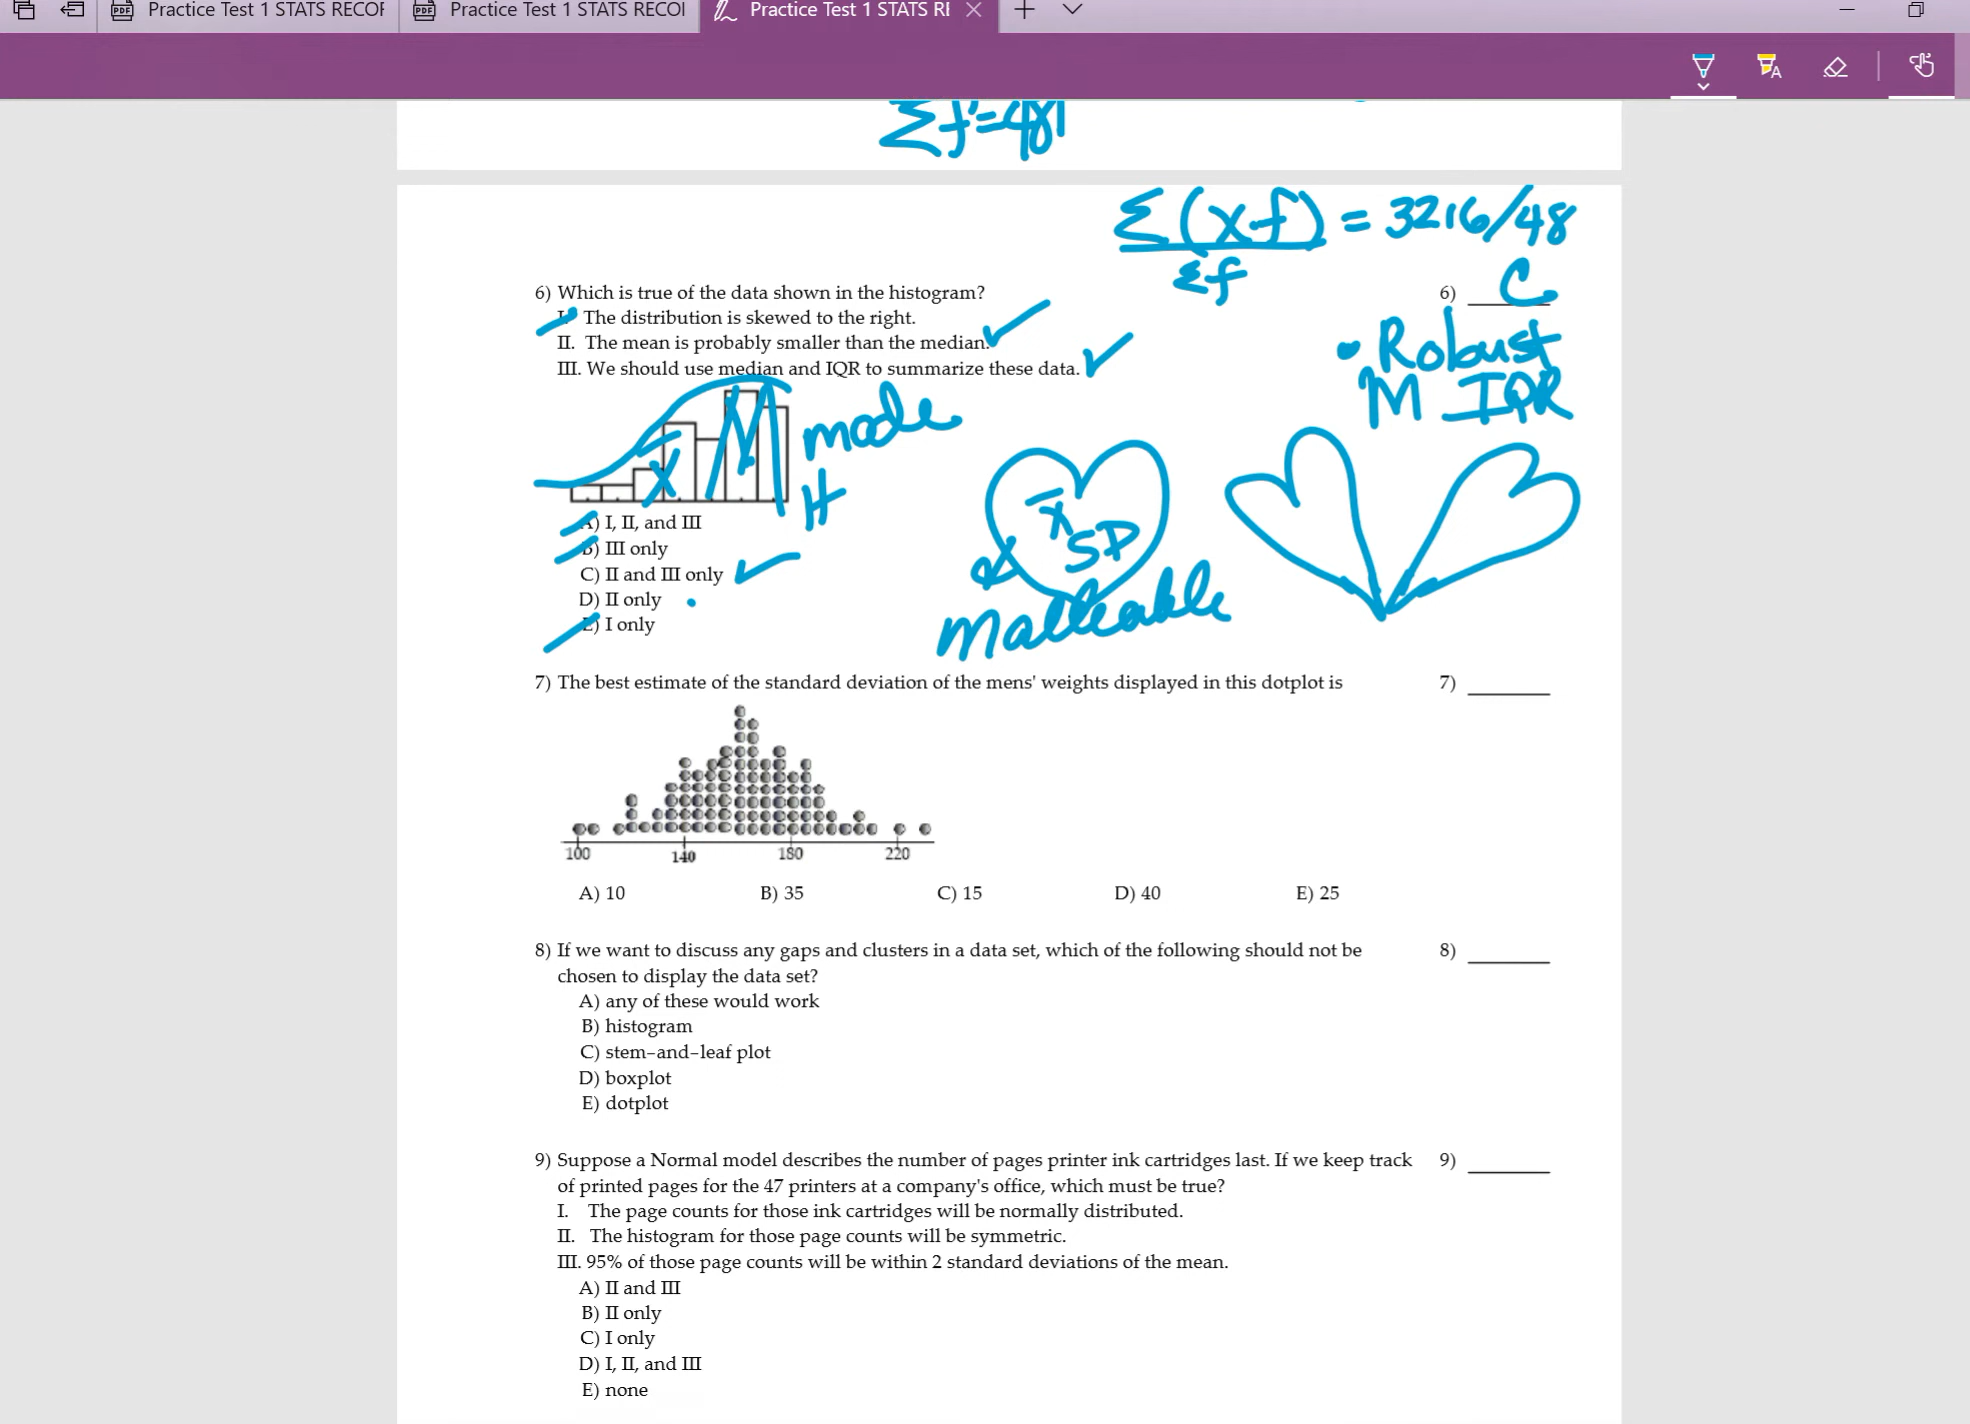 Practice Test 1 STATS RECOF
PDF
Practice Test 1 STATS RECOI
PDF
Practice Test 1 STATS RI
Σf=48
Σ(x·f) = 3216/48
Σf
6) Which is true of the data shown in the histogram?
6) C
I. The distribution is skewed to the right.
II. The mean is probably smaller than the median.
III. We should use median and IQR to summarize these data.
• Robust
M IQR
mode
x M
H
x̄
SD
malleable
A) I, II, and III
B) III only
C) II and III only
D) II only
E) I only
7) The best estimate of the standard deviation of the mens' weights displayed in this dotplot is
7)
100 140 180 220
A) 10 B) 35 C) 15 D) 40 E) 25
8) If we want to discuss any gaps and clusters in a data set, which of the following should not be
8)
chosen to display the data set?
A) any of these would work
B) histogram
C) stem-and-leaf plot
D) boxplot
E) dotplot
9) Suppose a Normal model describes the number of pages printer ink cartridges last. If we keep track
9)
of printed pages for the 47 printers at a company's office, which must be true?
I. The page counts for those ink cartridges will be normally distributed.
II. The histogram for those page counts will be symmetric.
III. 95% of those page counts will be within 2 standard deviations of the mean.
A) II and III
B) II only
C) I only
D) I, II, and III
E) none